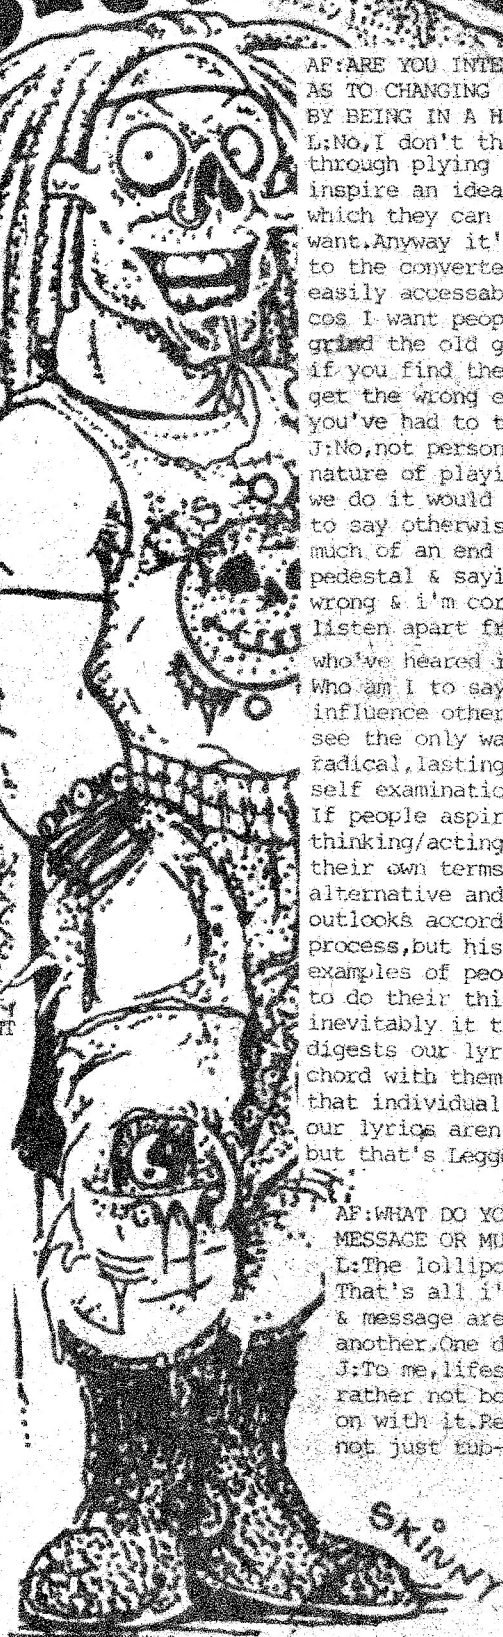 AF:ARE YOU INTE
AS TO CHANGING
BY BEING IN A H
L:No,I don't th
through plying
inspire an idea
which they can
want.Anyway it'
to the converte
easily accessab
cos I want peop
grind the old g
if you find the
get the wrong e
you've had to t
J:No,not person
nature of playi
we do it would
to say otherwis
much of an end
pedestal & sayi
wrong & i'm cor
listen apart fr
who've heared i
Who am I to say
influence other
see the only wa
radical,lasting
self examinatio
If people aspir
thinking/acting
their own terms
alternative and
outlooks accord
process,but his
examples of peo
to do their thi
inevitably it t
digests our lyr
chord with them
that individual
our lyrics aren
but that's Legg
AF:WHAT DO YO
MESSAGE OR MU
L:The lollipo
That's all i'
& message are
another.One d
J:To me,lifes
rather not bo
on with it.Re
not just tub-
SKINNY